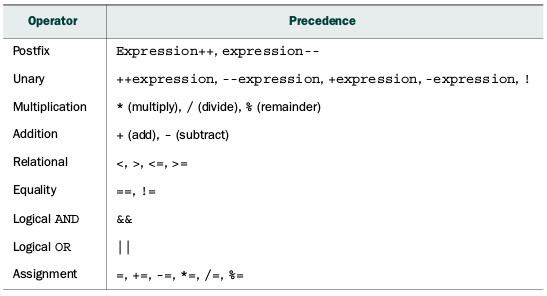 Operator Precedence
Postfix Expression++, expression--
Unary ++expression, --expression, +expression, -expression, !
Multiplication * (multiply), / (divide), % (remainder)
Addition + (add), - (subtract)
Relational <, >, <=, >=
Equality ==, !=
Logical AND &&
Logical OR ||
Assignment =, +=, -=, *=, /=, %=